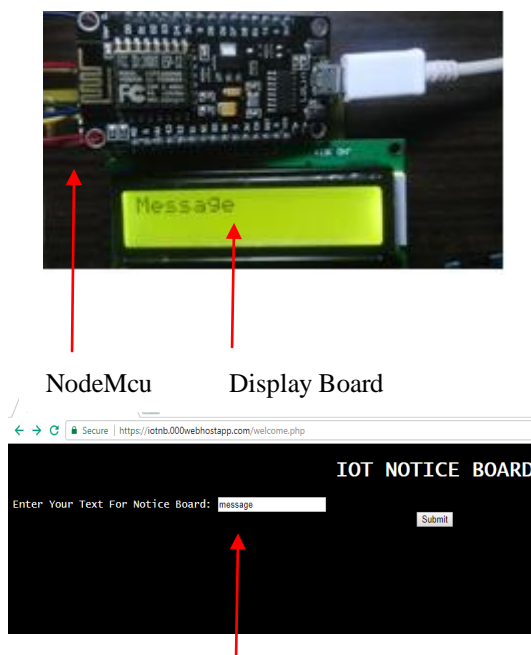 Message
NodeMcu Display Board
Secure | https://iotnb.000webhostapp.com/welcome.php
IOT NOTICE BOARD
Enter Your Text For Notice Board: message
Submit